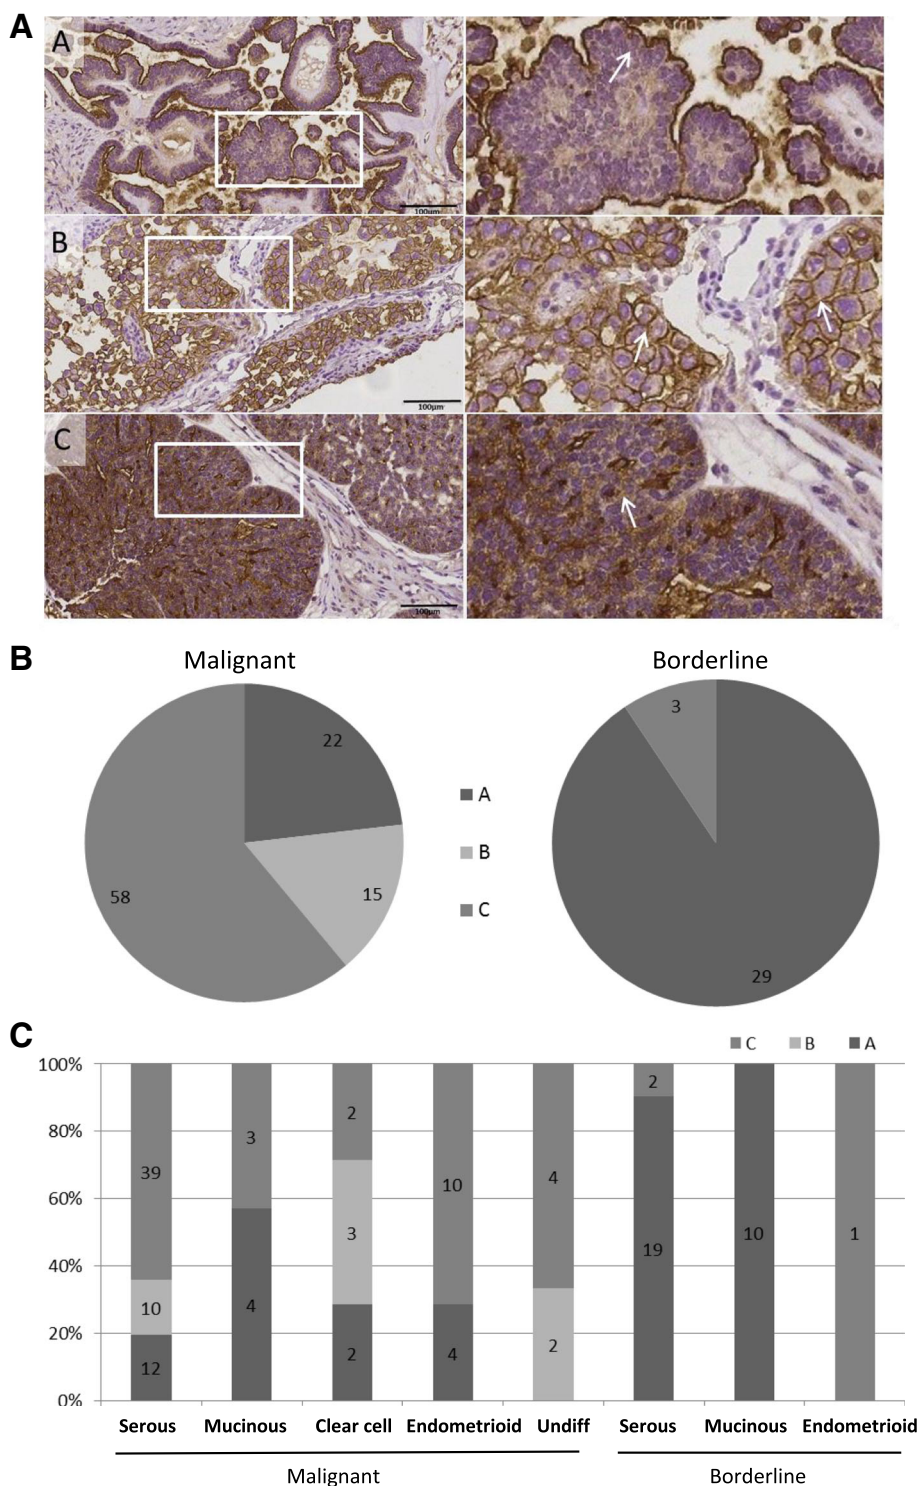 A
A
100µm
B
100µm
C
100µm
B
Malignant
Borderline
22
15
58
A
B
C
3
29
C
C B A
100%
80%
60%
40%
20%
0%
39
10
12
3
4
2
3
2
10
4
4
2
2
19
10
1
Serous Mucinous Clear cell Endometrioid Undiff Serous Mucinous Endometrioid
Malignant Borderline